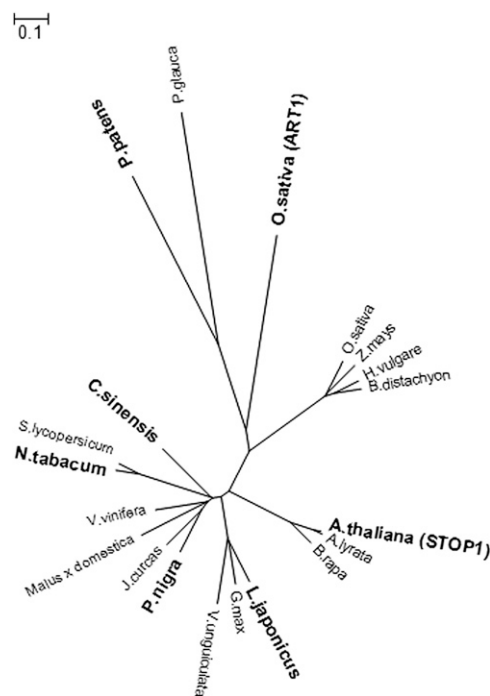 0.1
P.glauca
P.patens
O.sativa (ART1)
O.sativa
Z.mays
H.vulgare
B.distachyon
C.sinensis
S.lycopersicum
N.tabacum
V.vinifera
Malus x domestica
J.curcas
P.nigra
V.unguiculata
G.max
L.japonicus
A.thaliana (STOP1)
A.lyrata
B.rapa